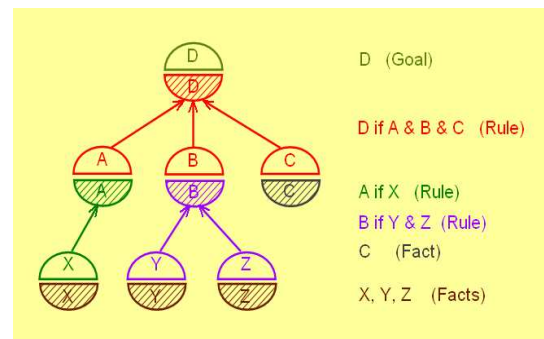 D
D (Goal)
D
D if A & B & C (Rule)
A B C
A B C
A if X (Rule)
B if Y & Z (Rule)
C (Fact)
X Y Z
X Y Z
X, Y, Z (Facts)